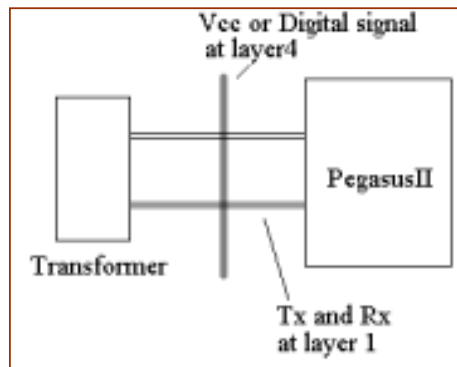 Vcc or Digital signal
at layer4
PegasusII
Transformer
Tx and Rx
at layer 1